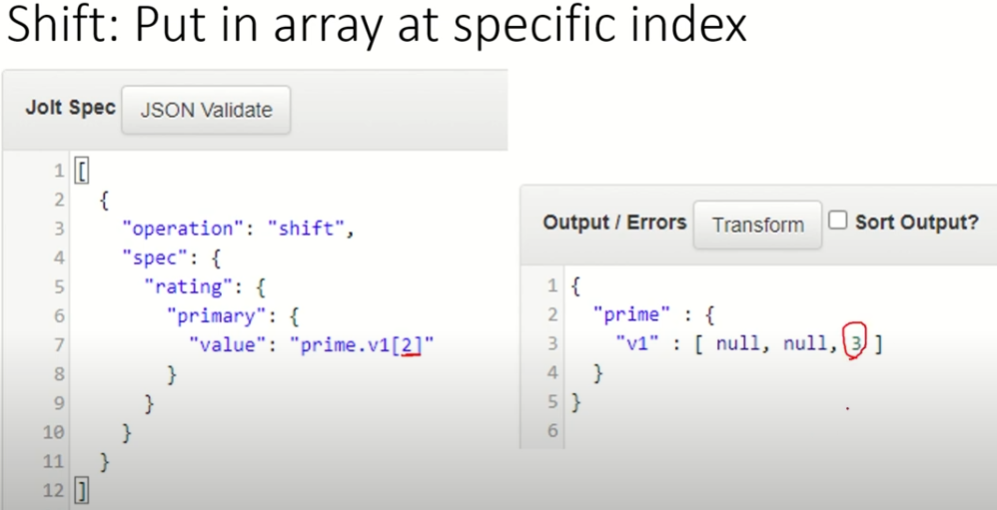 Shift: Put in array at specific index
Jolt Spec JSON Validate
1 [
2 {
3 "operation": "shift",
4 "spec": {
5 "rating": {
6 "primary": {
7 "value": "prime.v1[2]"
8 }
9 }
10 }
11 }
12 ]
Output / Errors Transform Sort Output?
1 {
2 "prime" : {
3 "v1" : [ null, null, 3 ]
4 }
5 }
6